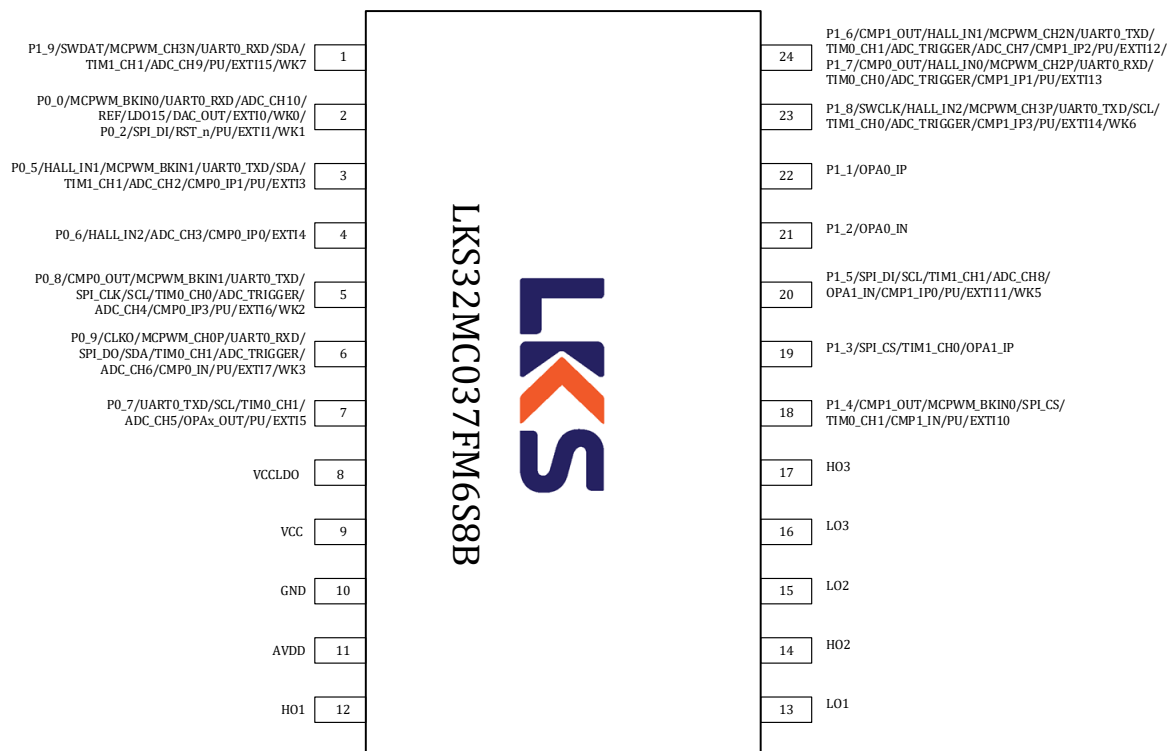 P1_9/SWDAT/MCPWM_CH3N/UART0_RXD/SDA/
TIM1_CH1/ADC_CH9/PU/EXTI15/WK7
1
P0_0/MCPWM_BKIN0/UART0_RXD/ADC_CH10/
REF/LDO15/DAC_OUT/EXTI0/WK0/
P0_2/SPI_DI/RST_n/PU/EXTI1/WK1
2
P0_5/HALL_IN1/MCPWM_BKIN1/UART0_TXD/SDA/
TIM1_CH1/ADC_CH2/CMP0_IP1/PU/EXTI3
3
P0_6/HALL_IN2/ADC_CH3/CMP0_IP0/EXTI4
4
P0_8/CMP0_OUT/MCPWM_BKIN1/UART0_TXD/
SPI_CLK/SCL/TIM0_CH0/ADC_TRIGGER/
ADC_CH4/CMP0_IP3/PU/EXTI6/WK2
5
P0_9/CLKO/MCPWM_CH0P/UART0_RXD/
SPI_DO/SDA/TIM0_CH1/ADC_TRIGGER/
ADC_CH6/CMP0_IN/PU/EXTI7/WK3
6
P0_7/UART0_TXD/SCL/TIM0_CH1/
ADC_CH5/OPAx_OUT/PU/EXTI5
7
VCCLDO
8
VCC
9
GND
10
AVDD
11
HO1
12
LKS32MC037FM6S8B
LKS
24
P1_6/CMP1_OUT/HALL_IN1/MCPWM_CH2N/UART0_TXD/
TIM0_CH1/ADC_TRIGGER/ADC_CH7/CMP1_IP2/PU/EXTI12/
P1_7/CMP0_OUT/HALL_IN0/MCPWM_CH2P/UART0_RXD/
TIM0_CH0/ADC_TRIGGER/CMP1_IP1/PU/EXTI13
23
P1_8/SWCLK/HALL_IN2/MCPWM_CH3P/UART0_TXD/SCL/
TIM1_CH0/ADC_TRIGGER/CMP1_IP3/PU/EXTI14/WK6
22
P1_1/OPA0_IP
21
P1_2/OPA0_IN
20
P1_5/SPI_DI/SCL/TIM1_CH1/ADC_CH8/
OPA1_IN/CMP1_IP0/PU/EXTI11/WK5
19
P1_3/SPI_CS/TIM1_CH0/OPA1_IP
18
P1_4/CMP1_OUT/MCPWM_BKIN0/SPI_CS/
TIM0_CH1/CMP1_IN/PU/EXTI10
17
HO3
16
LO3
15
LO2
14
HO2
13
LO1